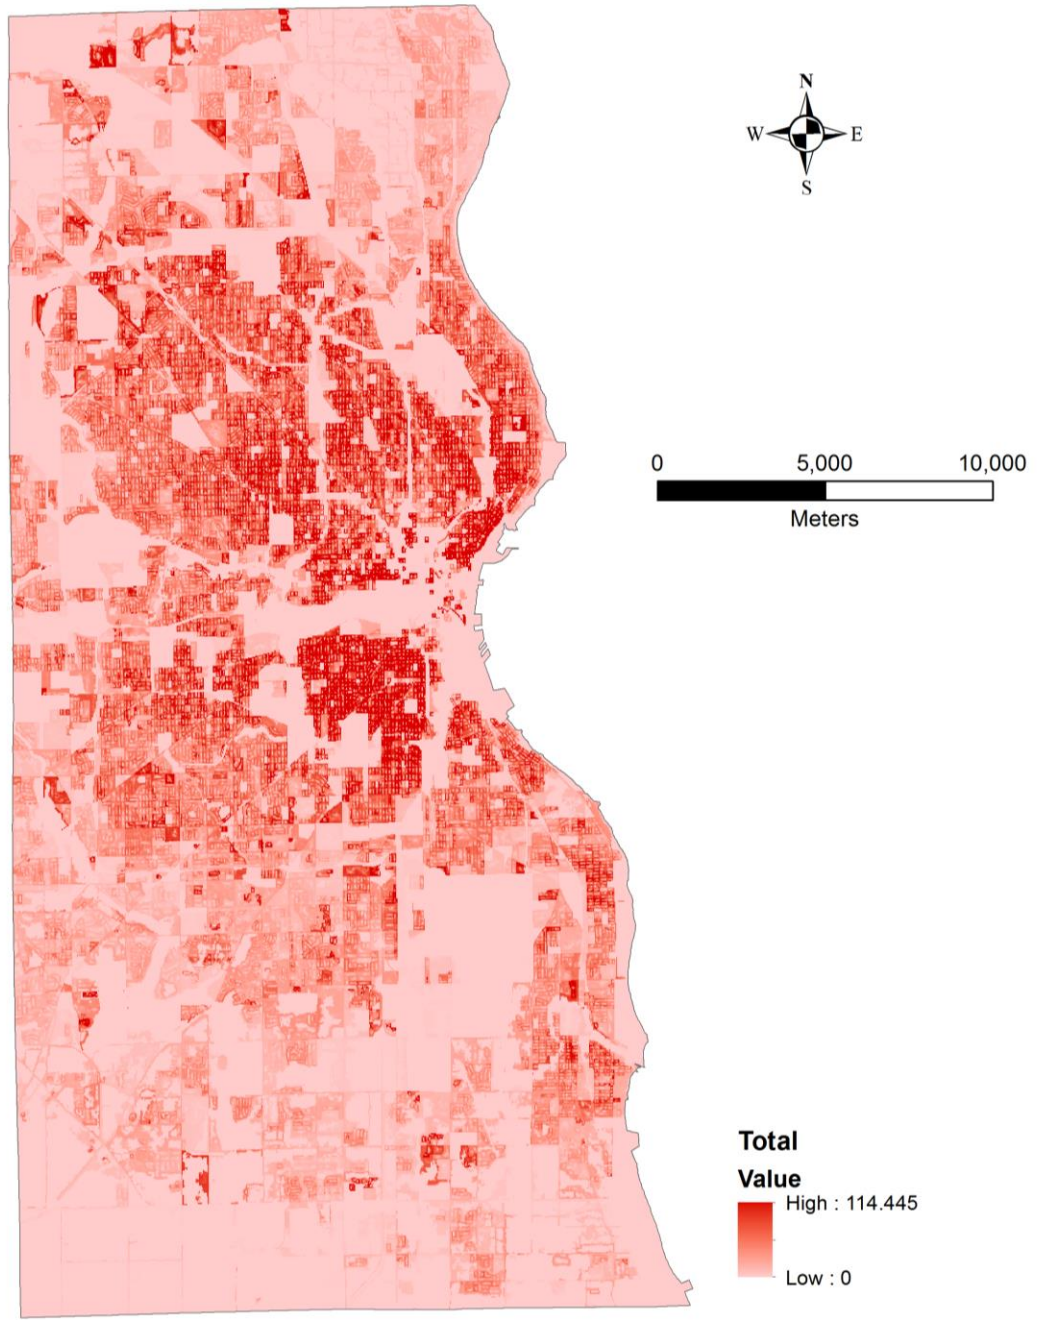 N
W E
S
0 5,000 10,000
Meters
Total
Value
High : 114.445
Low : 0